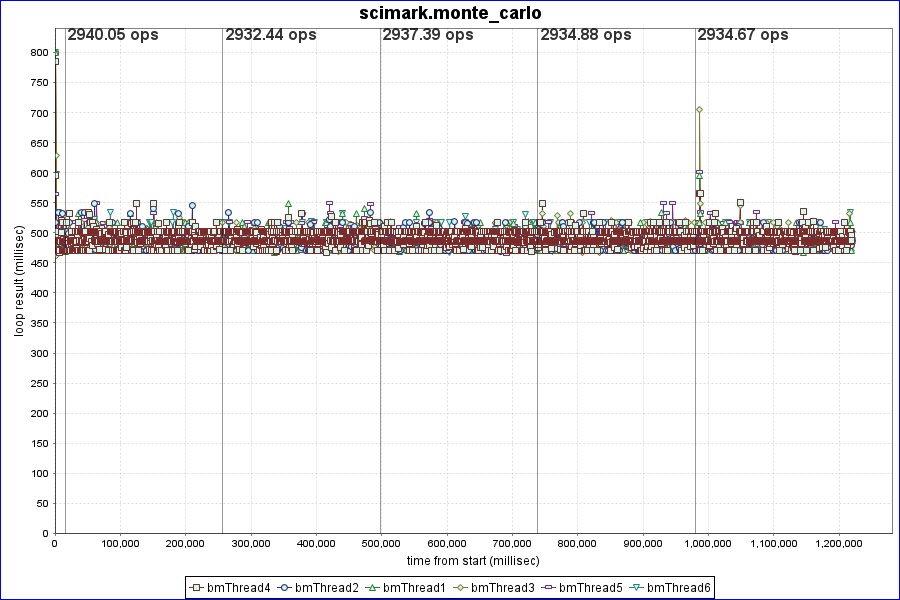 scimark.monte_carlo
2940.05 ops 2932.44 ops 2937.39 ops 2934.88 ops 2934.67 ops
800
750
700
650
600
550
500
450
400
350
300
250
200
150
100
50
0
loop result (millisec)
0 100,000 200,000 300,000 400,000 500,000 600,000 700,000 800,000 900,000 1,000,000 1,100,000 1,200,000
time from start (millisec)
bmThread4 bmThread2 bmThread1 bmThread3 bmThread5 bmThread6